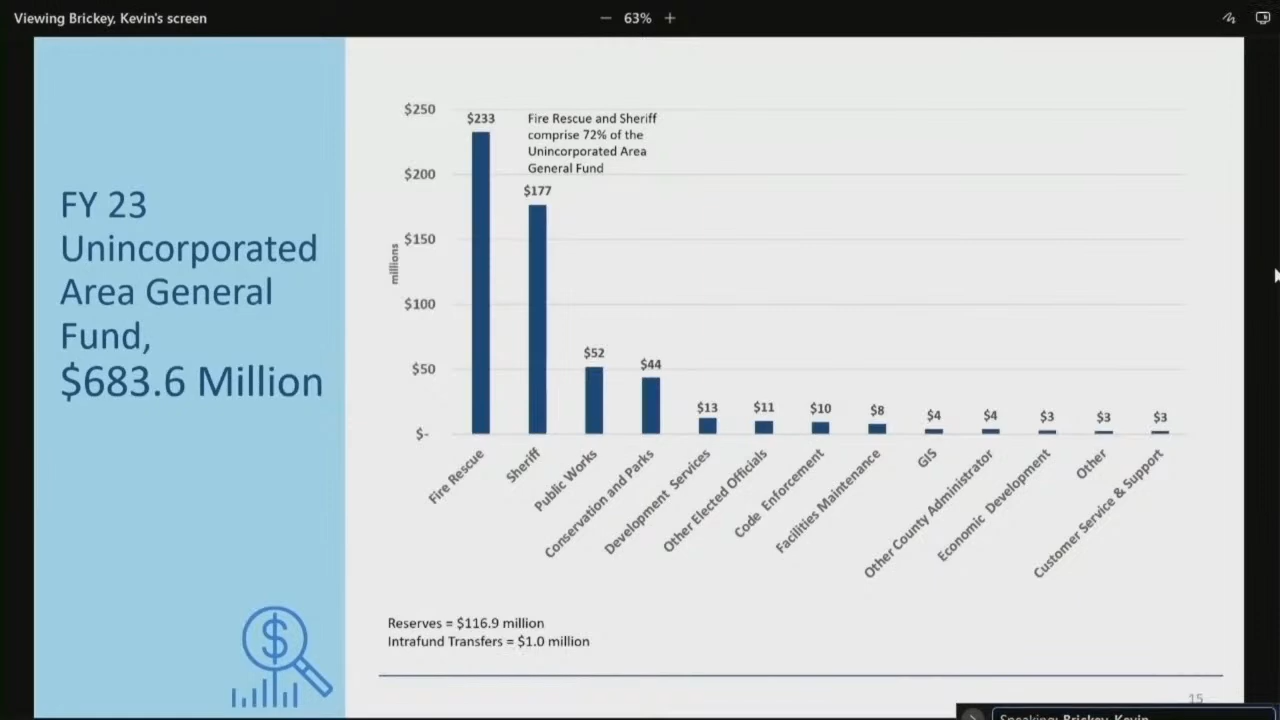 Viewing Brickey, Kevin's screen
63%
FY 23
Unincorporated
Area General
Fund,
$683.6 Million
$250
$200
$150
$100
$50
$-
millions
$233
$177
$52
$44
$13
$11
$10
$8
$4
$4
$3
$3
$3
Fire Rescue and Sheriff
comprise 72% of the
Unincorporated Area
General Fund
Fire Rescue
Sheriff
Public Works
Conservation and Parks
Development Services
Other Elected Officials
Code Enforcement
Facilities Maintenance
GIS
Other County Administrator
Economic Development
Other
Customer Service & Support
Reserves = $116.9 million
Intrafund Transfers = $1.0 million
15
Speaking: Brickey, Kevin